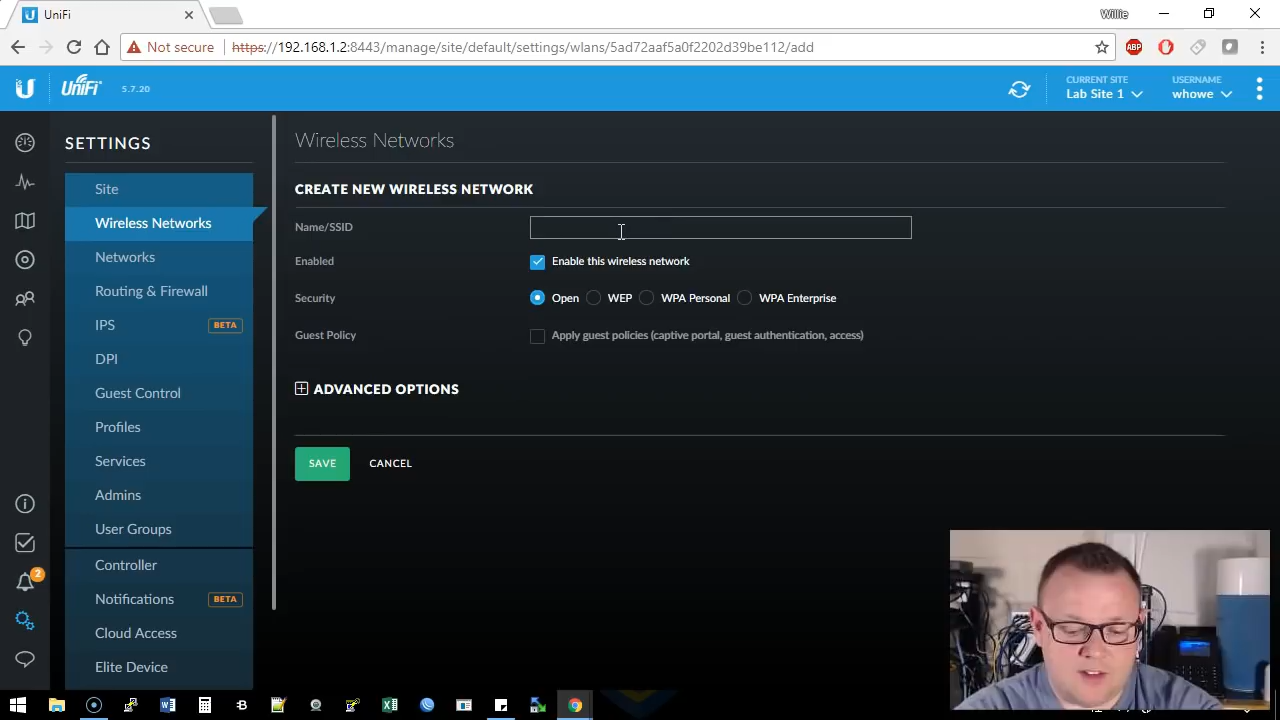 UniFi
Willie
Not secure https://192.168.1.2:8443/manage/site/default/settings/wlans/5ad72aaf5a0f2202d39be112/add
ABP
U UniFi 5.7.20
CURRENT SITE
Lab Site 1
USERNAME
whowe
SETTINGS
Site
Wireless Networks
Networks
Routing & Firewall
IPS BETA
DPI
Guest Control
Profiles
Services
Admins
User Groups
Controller
Notifications BETA
Cloud Access
Elite Device
2
Wireless Networks
CREATE NEW WIRELESS NETWORK
Name/SSID
Enabled Enable this wireless network
Security Open WEP WPA Personal WPA Enterprise
Guest Policy Apply guest policies (captive portal, guest authentication, access)
ADVANCED OPTIONS
SAVE CANCEL